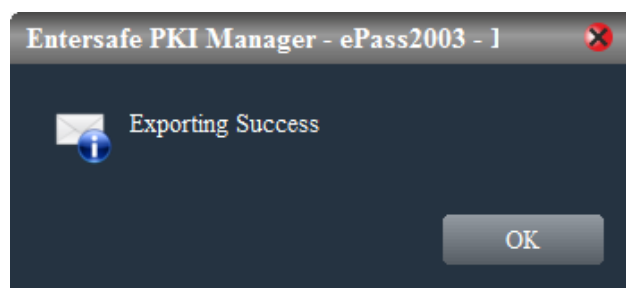 Entersafe PKI Manager - ePass2003 - ]
Exporting Success
OK